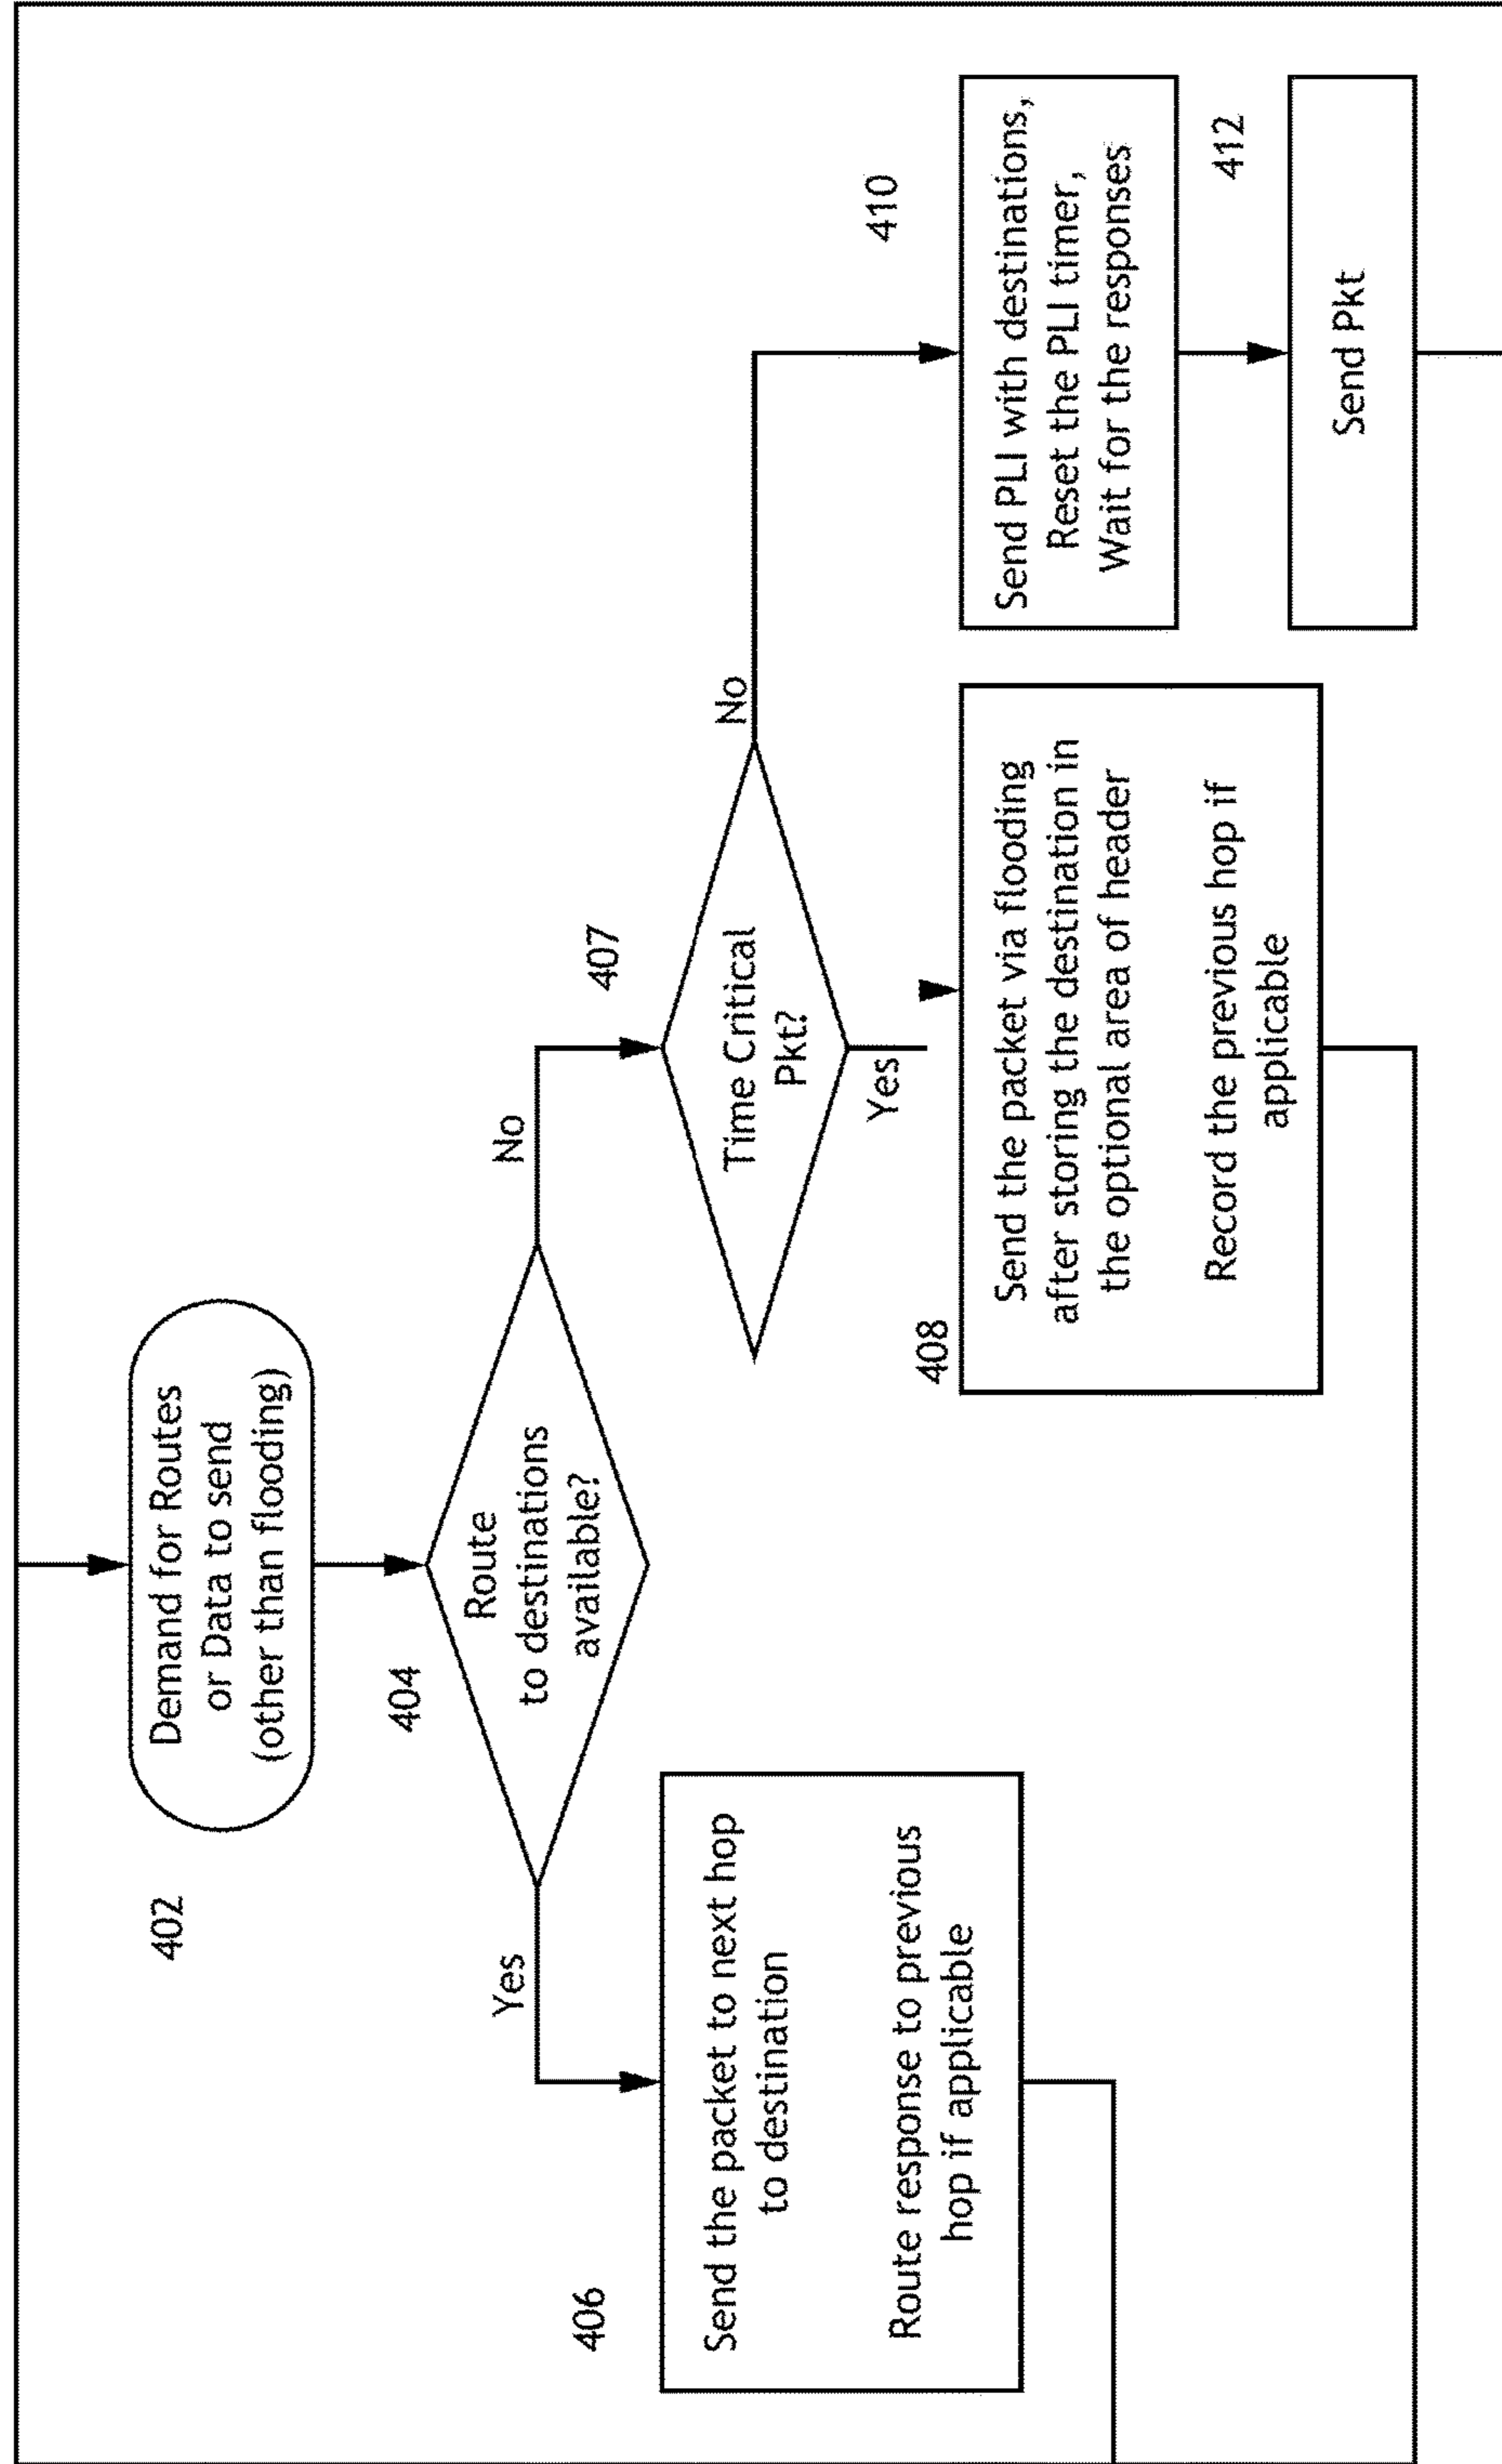 402
Demand for Routes
or Data to send
(other than flooding)
404
Route
to destinations
available?
Yes
No
406
Send the packet to next hop
to destination
Route response to previous
hop if applicable
407
Time Critical
Pkt?
Yes
No
408
Send the packet via flooding
after storing the destination in
the optional area of header
Record the previous hop if
applicable
410
Send PLI with destinations,
Reset the PLI timer,
Wait for the responses
412
Send Pkt